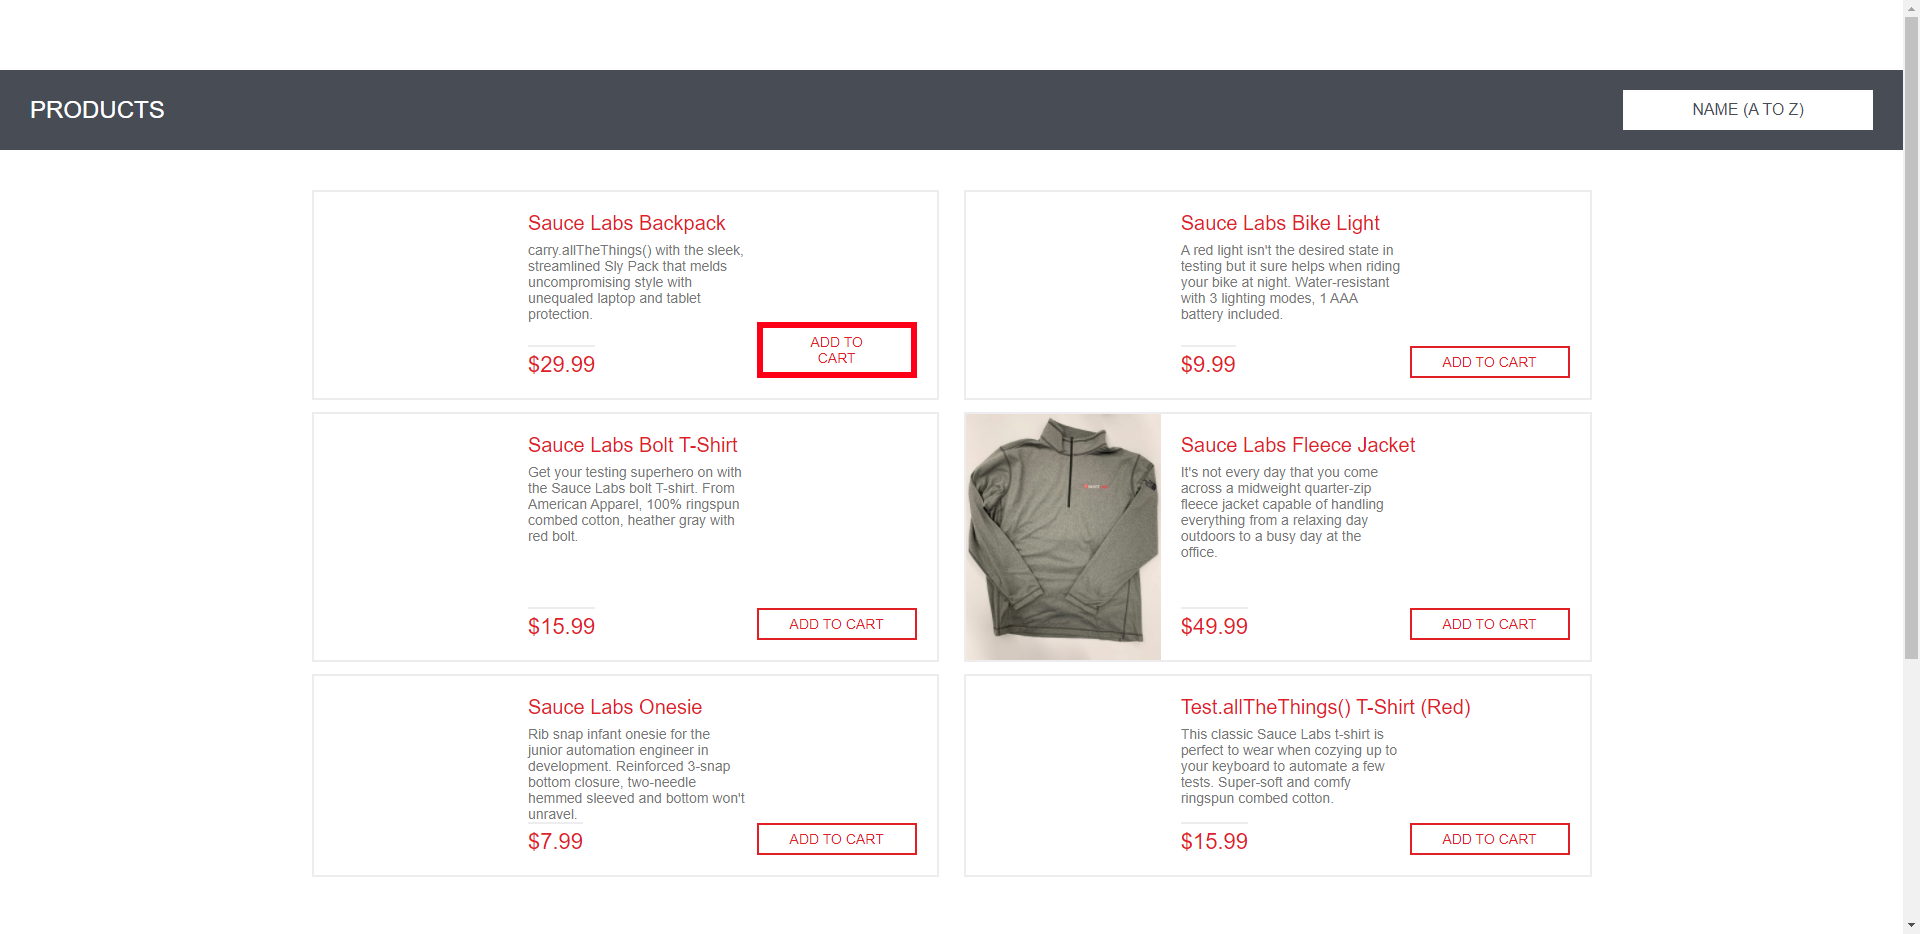 PRODUCTS
NAME (A TO Z)
Sauce Labs Backpack
carry.allTheThings() with the sleek,
streamlined Sly Pack that melds
uncompromising style with
unequaled laptop and tablet
protection.
$29.99
ADD TO
CART
Sauce Labs Bike Light
A red light isn't the desired state in
testing but it sure helps when riding
your bike at night. Water-resistant
with 3 lighting modes, 1 AAA
battery included.
$9.99
ADD TO CART
Sauce Labs Bolt T-Shirt
Get your testing superhero on with
the Sauce Labs bolt T-shirt. From
American Apparel, 100% ringspun
combed cotton, heather gray with
red bolt.
$15.99
ADD TO CART
Sauce Labs Fleece Jacket
It's not every day that you come
across a midweight quarter-zip
fleece jacket capable of handling
everything from a relaxing day
outdoors to a busy day at the
office.
$49.99
ADD TO CART
Sauce Labs Onesie
Rib snap infant onesie for the
junior automation engineer in
development. Reinforced 3-snap
bottom closure, two-needle
hemmed sleeved and bottom won't
unravel.
$7.99
ADD TO CART
Test.allTheThings() T-Shirt (Red)
This classic Sauce Labs t-shirt is
perfect to wear when cozying up to
your keyboard to automate a few
tests. Super-soft and comfy
ringspun combed cotton.
$15.99
ADD TO CART